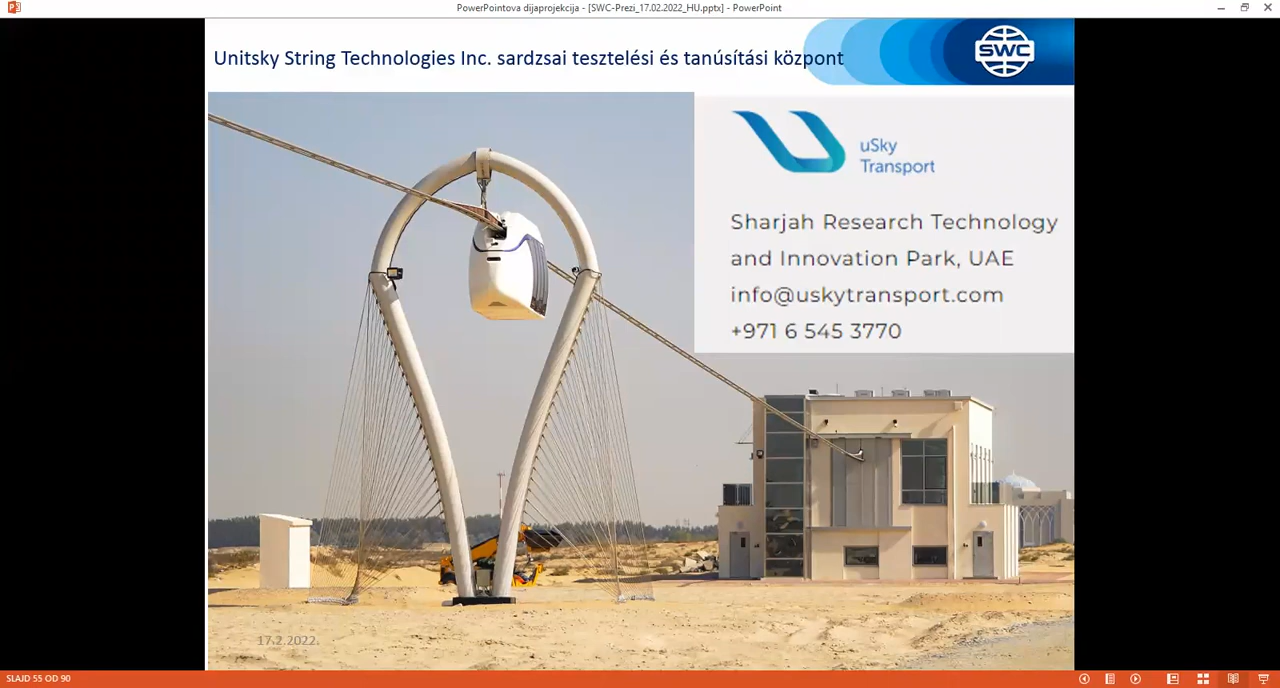 PowerPointova dijaprojekcija - [SWC-Prezi_17.02.2022_HU.pptx] - PowerPoint
Unitsky String Technologies Inc. sardzsai tesztelési és tanúsítási központ
SWC
uSky
Transport
Sharjah Research Technology
and Innovation Park, UAE
info@uskytransport.com
+971 6 545 3770
17.2.2022.
SLAJD 55 OD 90